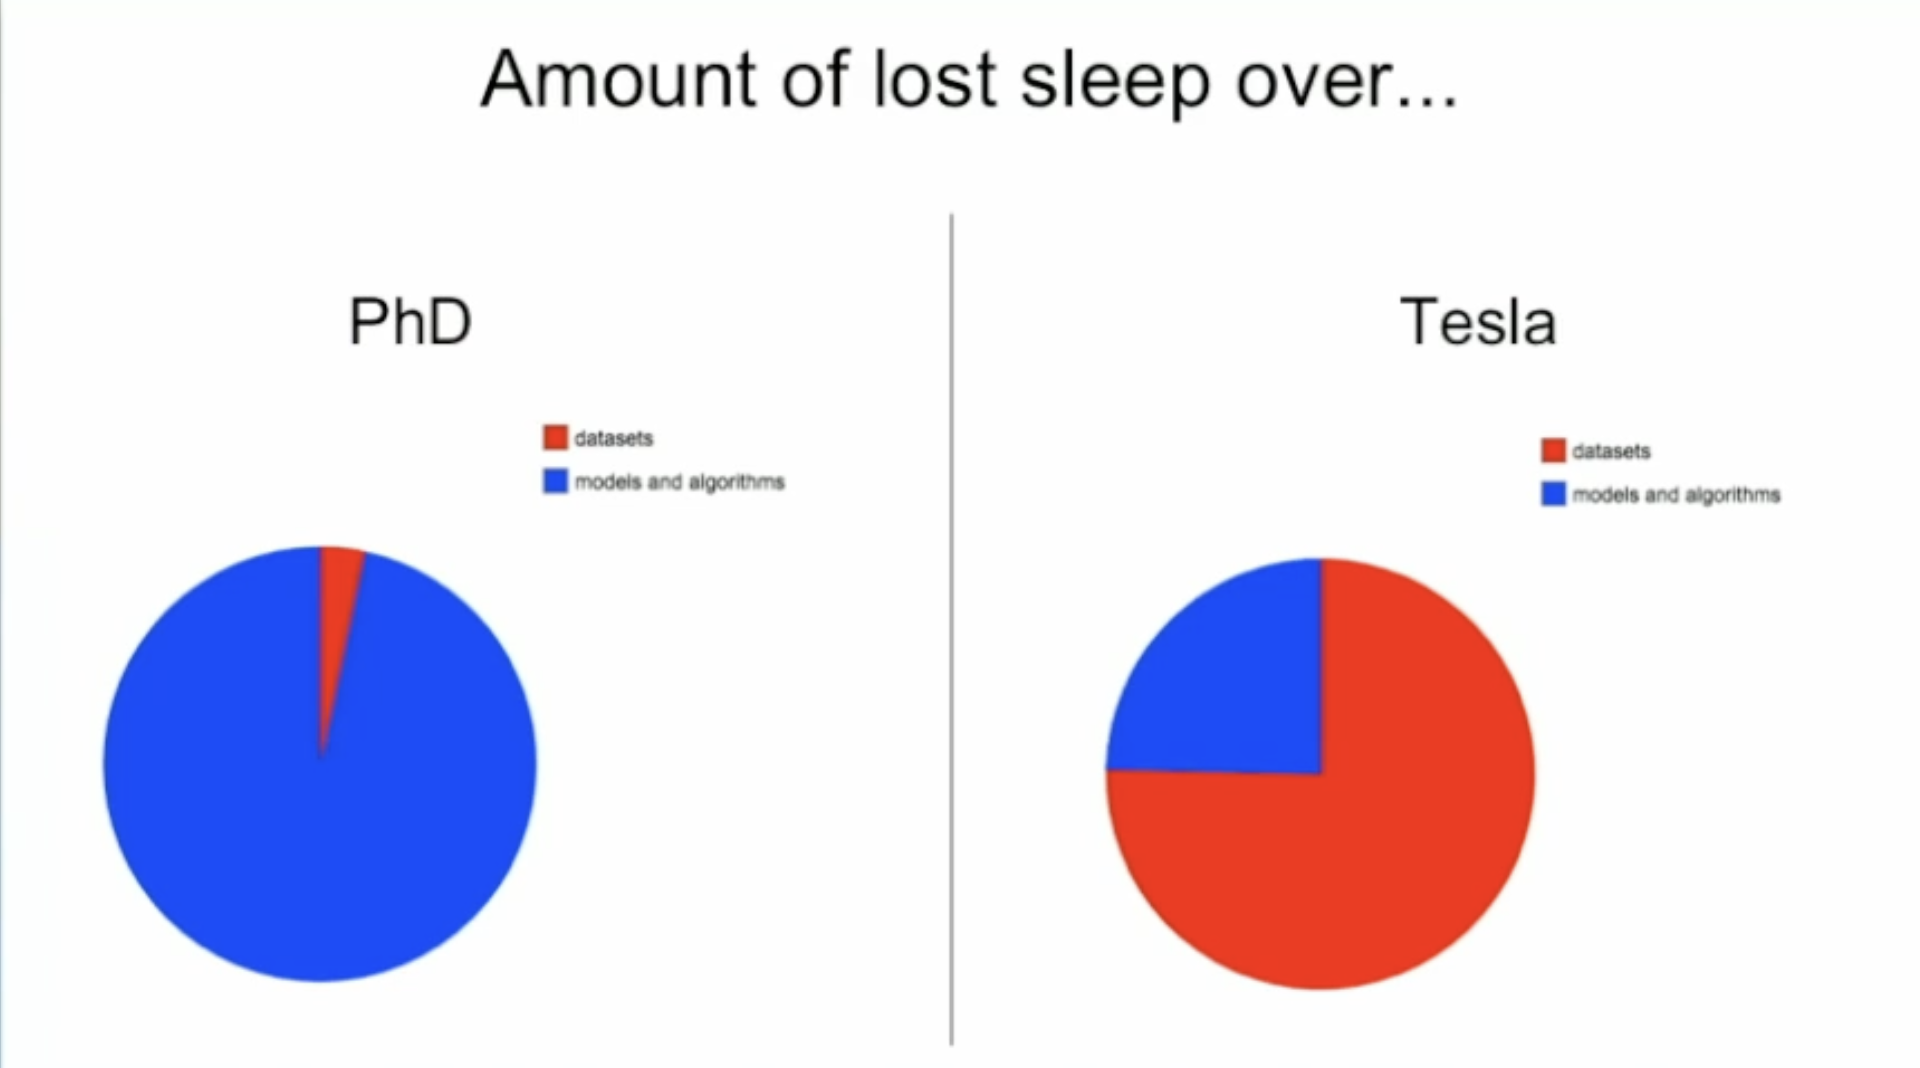 Amount of lost sleep over...
PhD
datasets
models and algorithms
Tesla
datasets
models and algorithms